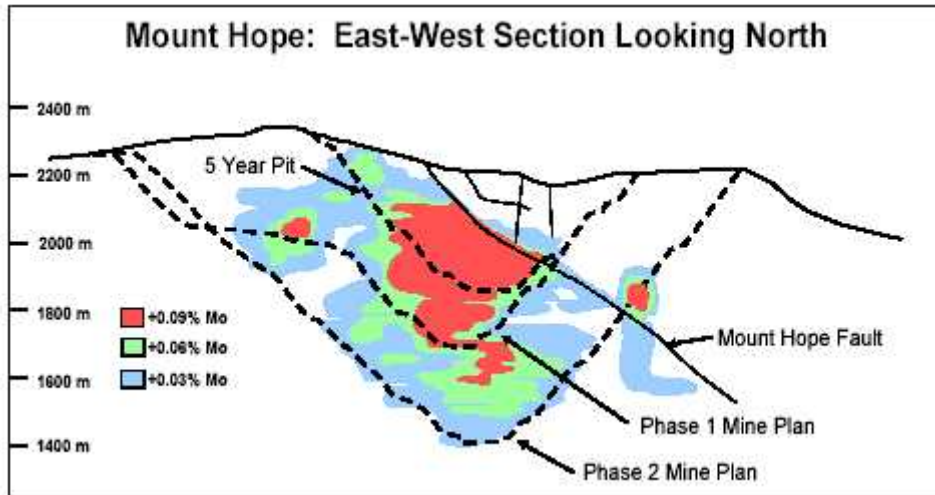 Mount Hope: East-West Section Looking North
2400 m
5 Year Pit
2200 m
2000 m
+0.09% Mo
1800 m
+0.06% Mo
Mount Hope Fault
+0.03% Mo
1600 m
Phase 1 Mine Plan
1400 m
Phase 2 Mine Plan